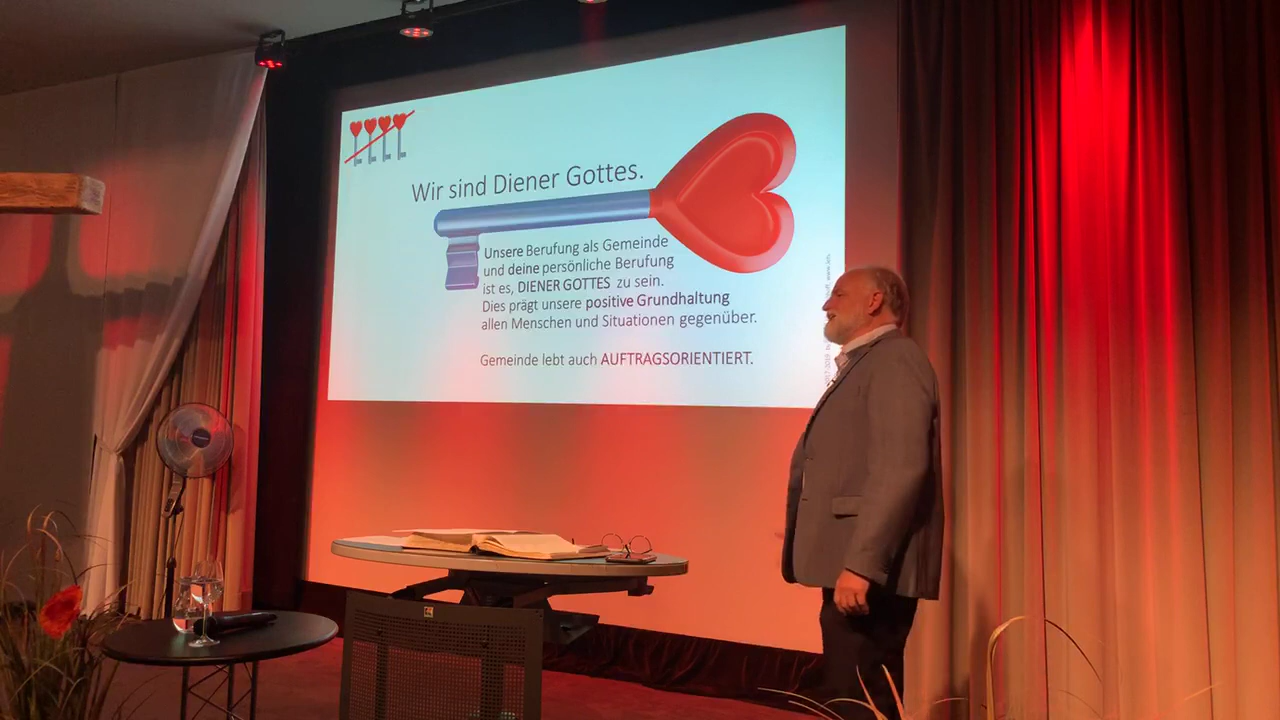 Wir sind Diener Gottes.
Unsere Berufung als Gemeinde
und deine persönliche Berufung
ist es, DIENER GOTTES zu sein.
Dies prägt unsere positive Grundhaltung
allen Menschen und Situationen gegenüber.
Gemeinde lebt auch AUFTRAGSORIENTIERT.